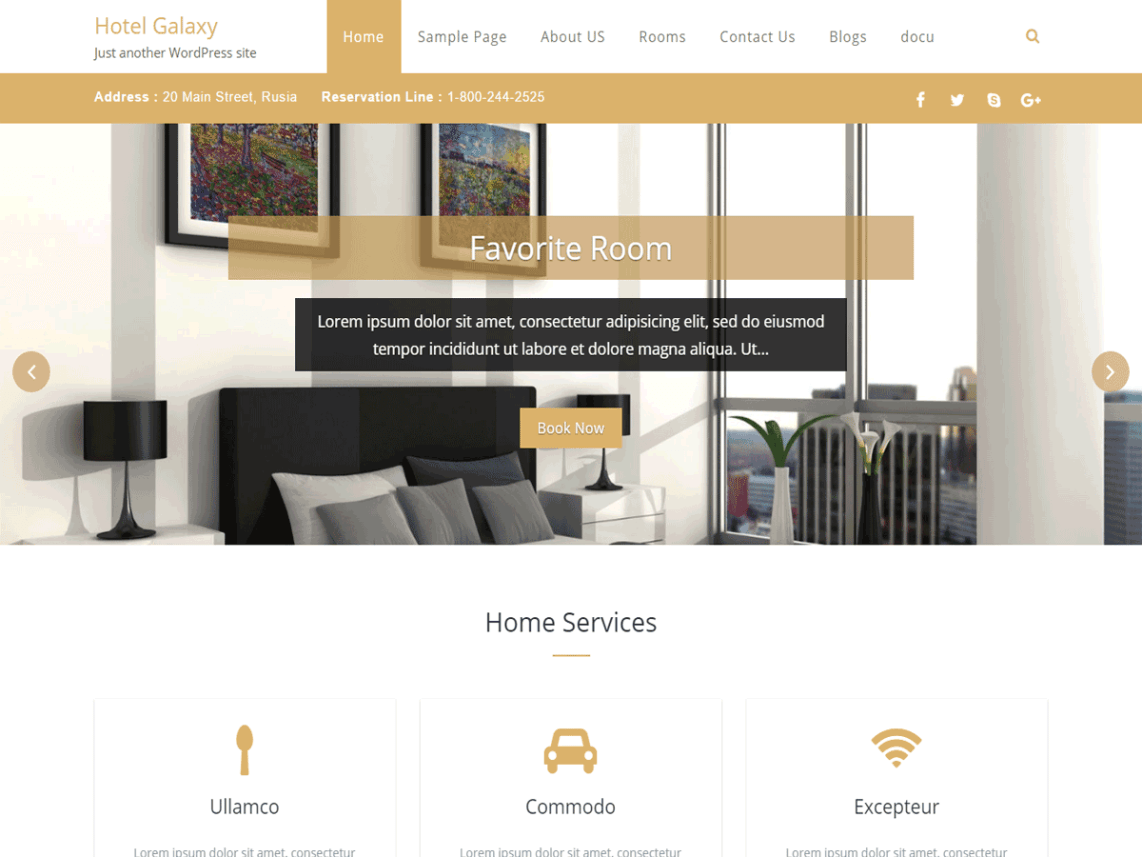 Hotel Galaxy
Just another WordPress site
Home Sample Page About US Rooms Contact Us Blogs docu
Address : 20 Main Street, Rusia Reservation Line : 1-800-244-2525
Favorite Room
Lorem ipsum dolor sit amet, consectetur adipisicing elit, sed do eiusmod
tempor incididunt ut labore et dolore magna aliqua. Ut...
Book Now
Home Services
Ullamco Commodo Excepteur
Lorem ipsum dolor sit amet, consectetur Lorem ipsum dolor sit amet, consectetur Lorem ipsum dolor sit amet, consectetur